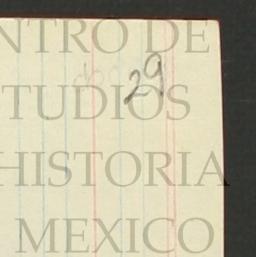 NTRO DE
29
TUDIOS
HISTORIA
MEXICO